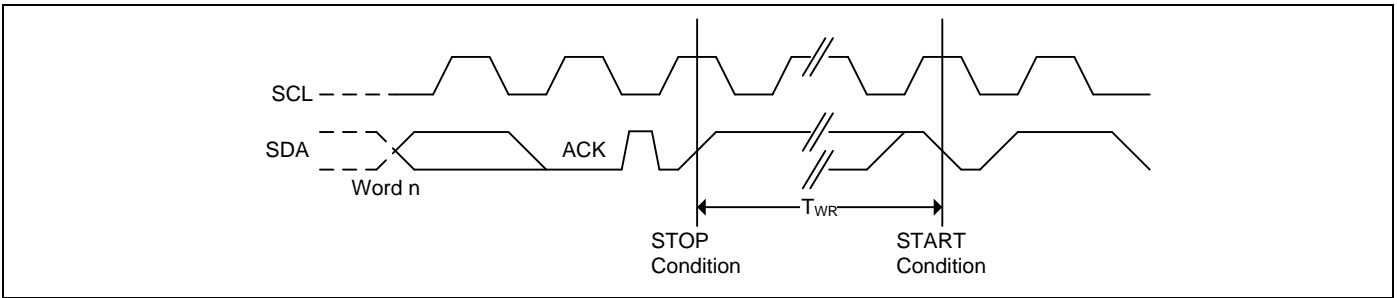 SCL
SDA
ACK
Word n
TWR
STOP
Condition
START
Condition